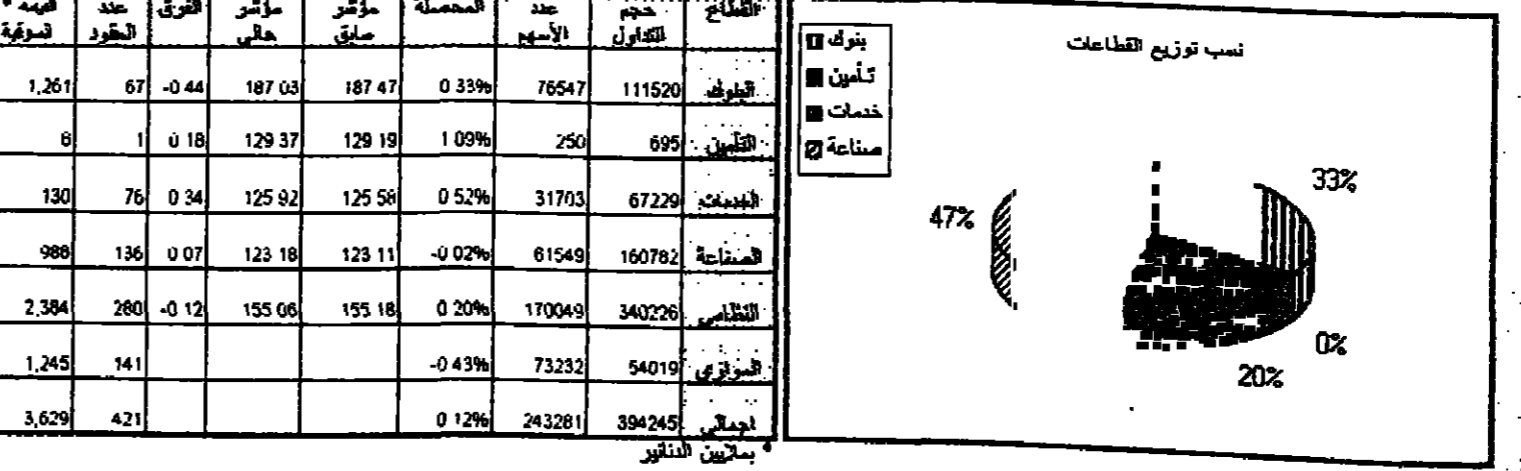 نسب توزيع القطاعات
بنوك
تأمين
خدمات
صناعة
33%
47%
0%
20%
القطاع | حجم التداول | عدد الأسهم | المحصلة | مؤشر سابق | مؤشر حالي | الفرق | عدد العقود | القيمة * السوقية
البنوك | 111520 | 76547 | 0 33% | 187 47 | 187 03 | -0 44 | 67 | 1,261
التأمين | 695 | 250 | 1 09% | 129 19 | 129 37 | 0 18 | 1 | 6
الخدمات | 67229 | 31703 | 0 52% | 125 58 | 125 92 | 0 34 | 76 | 130
الصناعة | 160782 | 61549 | -0 02% | 123 11 | 123 18 | 0 07 | 136 | 988
النظامي | 340226 | 170049 | 0 20% | 155 18 | 155 06 | -0 12 | 280 | 2,384
الموازي | 54019 | 73232 | -0 43% | 141 | 1,245
اجمالي | 394245 | 243281 | 0 12% | 421 | 3,629
* بملايين الدنانير